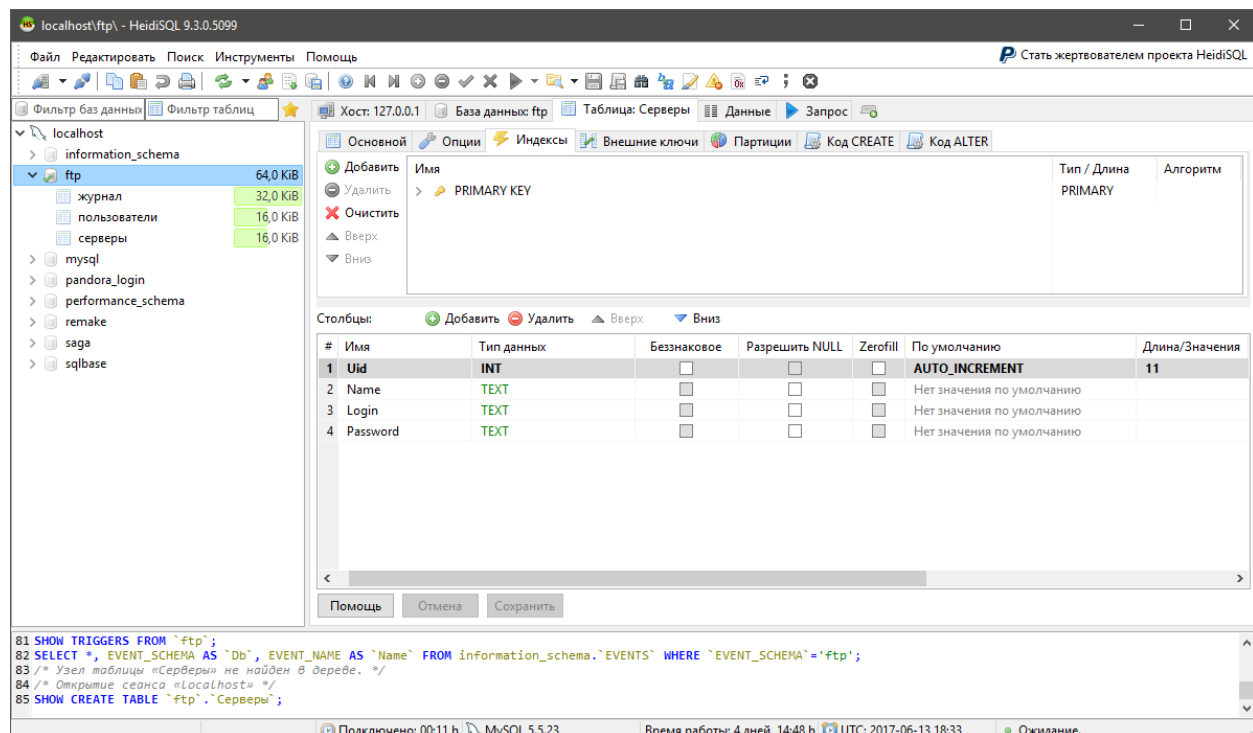 localhost\ftp\ - HeidiSQL 9.3.0.5099
Файл Редактировать Поиск Инструменты Помощь
Стать жертвователем проекта HeidiSQL
Фильтр баз данных Фильтр таблиц
Хост: 127.0.0.1 База данных: ftp Таблица: Серверы Данные Запрос
localhost
information_schema
ftp 64,0 KiB
журнал 32,0 KiB
пользователи 16,0 KiB
серверы 16,0 KiB
mysql
pandora_login
performance_schema
remake
saga
sqlbase
Основной Опции Индексы Внешние ключи Партиции Код CREATE Код ALTER
Добавить
Удалить
Очистить
Вверх
Вниз
Имя Тип / Длина Алгоритм
PRIMARY KEY PRIMARY
Столбцы: Добавить Удалить Вверх Вниз
# Имя Тип данных Беззнаковое Разрешить NULL Zerofill По умолчанию Длина/Значения
1 Uid INT AUTO_INCREMENT 11
2 Name TEXT Нет значения по умолчанию
3 Login TEXT Нет значения по умолчанию
4 Password TEXT Нет значения по умолчанию
Помощь Отмена Сохранить
81 SHOW TRIGGERS FROM `ftp`;
82 SELECT *, EVENT_SCHEMA AS `Db`, EVENT_NAME AS `Name` FROM information_schema.`EVENTS` WHERE `EVENT_SCHEMA`='ftp';
83 /* Узел таблицы «Серверы» не найден в дереве. */
84 /* Открытие сеанса «localhost» */
85 SHOW CREATE TABLE `ftp`.`Серверы`;
Подключено: 00:11 h MySQL 5.5.23 Время работы: 4 дней, 14:48 h UTC: 2017-06-13 18:33 Ожидание.